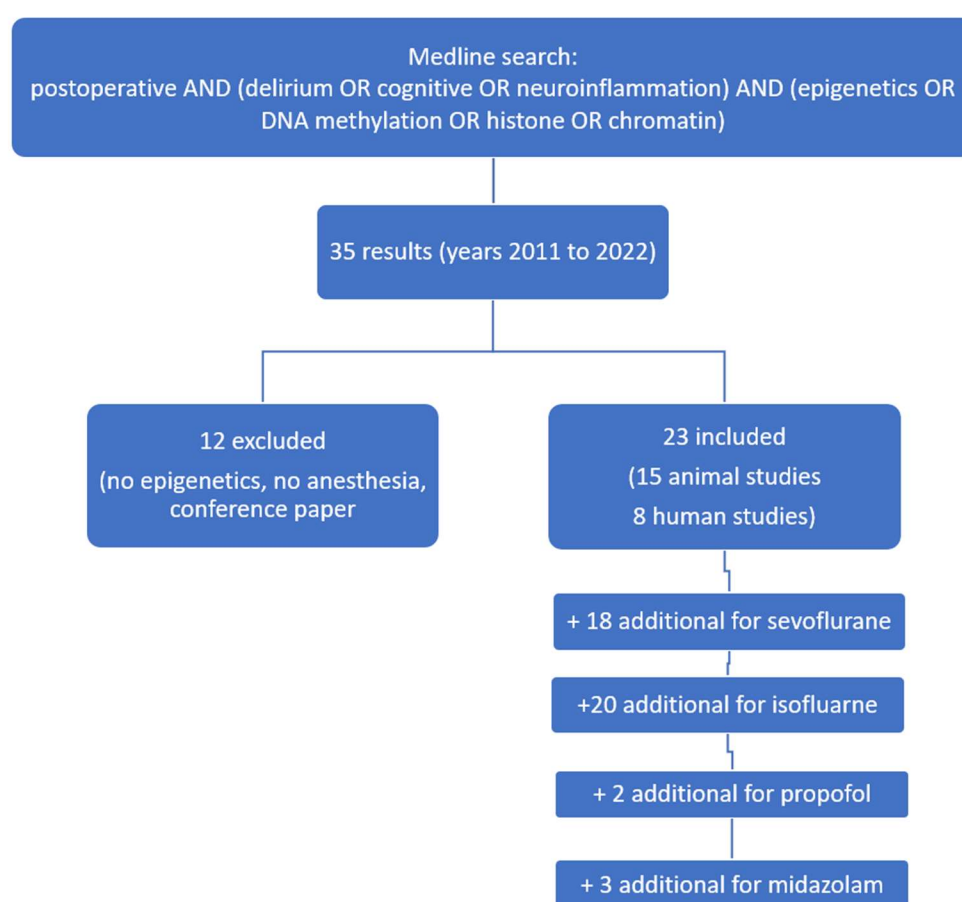 Medline search:
postoperative AND (delirium OR cognitive OR neuroinflammation) AND (epigenetics OR
DNA methylation OR histone OR chromatin)
35 results (years 2011 to 2022)
12 excluded
(no epigenetics, no anesthesia,
conference paper
23 included
(15 animal studies
8 human studies)
+ 18 additional for sevoflurane
+20 additional for isofluarne
+ 2 additional for propofol
+ 3 additional for midazolam